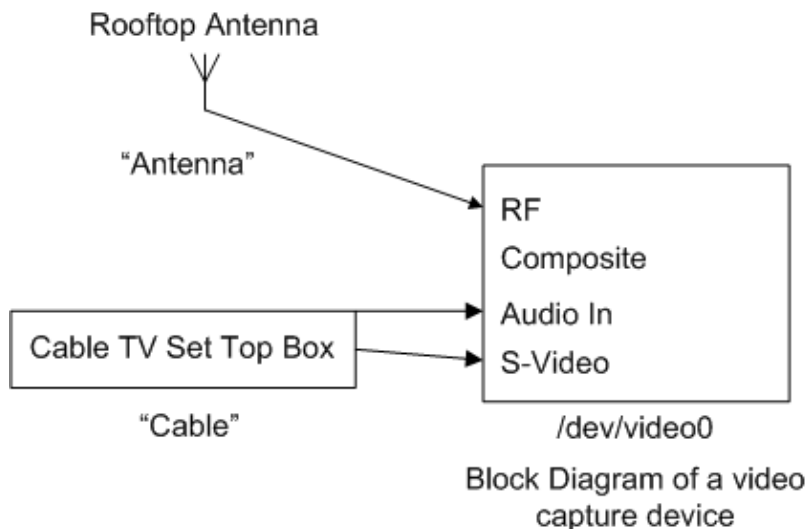 Rooftop Antenna
“Antenna”
RF
Composite
Audio In
S-Video
Cable TV Set Top Box
“Cable”
/dev/video0
Block Diagram of a video
capture device